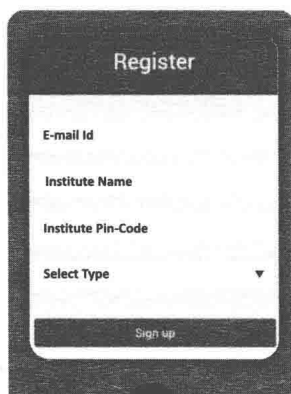 Register
E-mail Id
Institute Name
Institute Pin-Code
Select Type
Sign up